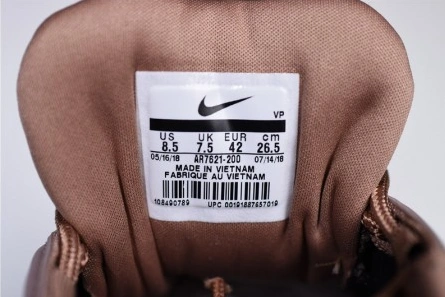 VP
US UK EUR cm
8.5 7.5 42 26.5
05/16/18 AR7621-200 07/14/18
MADE IN VIETNAM
FABRIQUE AU VIETNAM
108490789 UPC 00191887657019